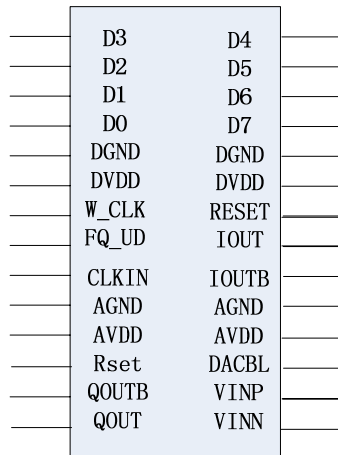 D3 D4
D2 D5
D1 D6
D0 D7
DGND DGND
DVDD DVDD
W_CLK RESET
FQ_UD IOUT
CLKIN IOUTB
AGND AGND
AVDD AVDD
Rset DACBL
QOUTB VINP
QOUT VINN